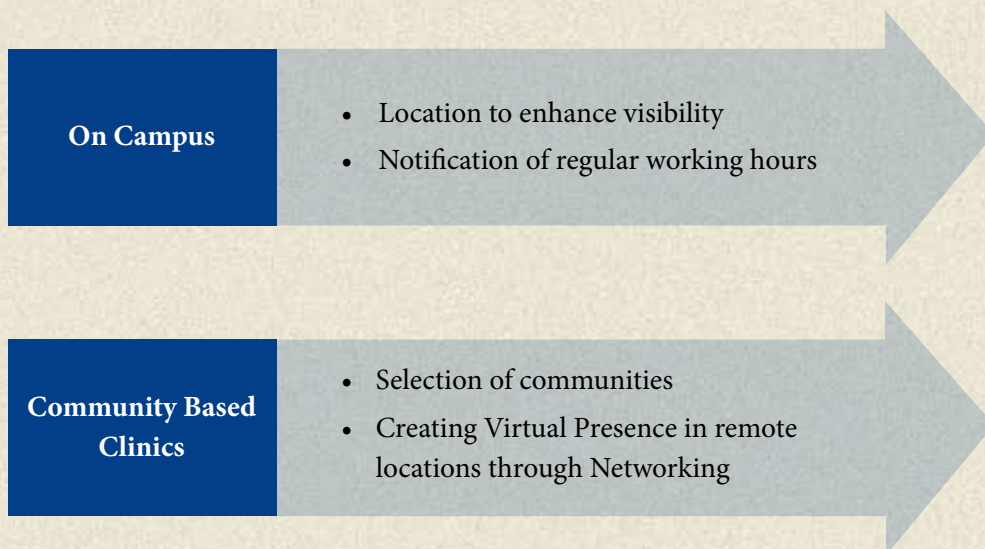 On Campus
• Location to enhance visibility
• Notification of regular working hours
Community Based
Clinics
• Selection of communities
• Creating Virtual Presence in remote
locations through Networking